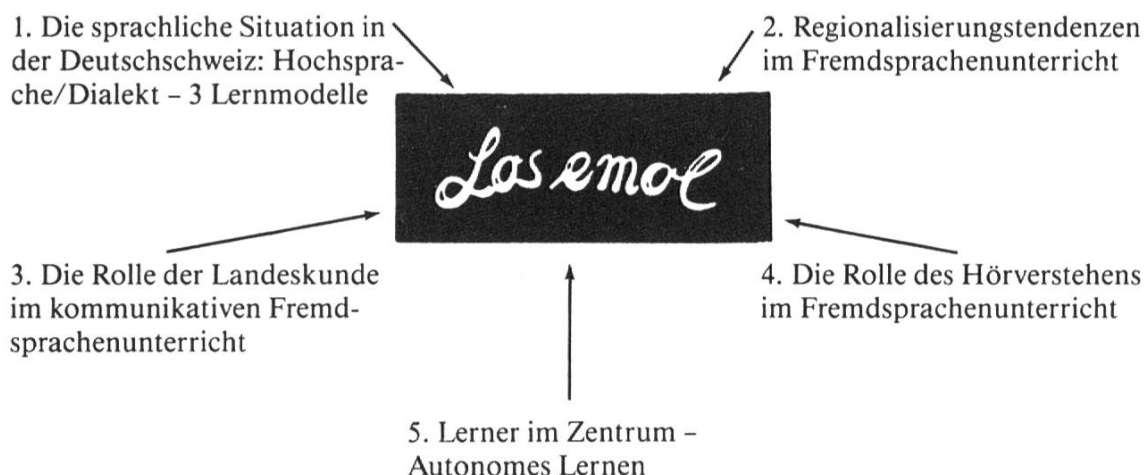 1. Die sprachliche Situation in
der Deutschschweiz: Hochspra-
che/Dialekt – 3 Lernmodelle
2. Regionalisierungstendenzen
im Fremdsprachenunterricht
Los emol
3. Die Rolle der Landeskunde
im kommunikativen Fremd-
sprachenunterricht
4. Die Rolle des Hörverstehens
im Fremdsprachenunterricht
5. Lerner im Zentrum –
Autonomes Lernen